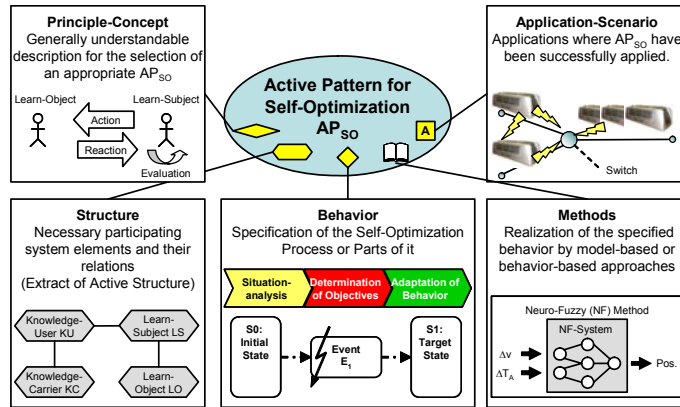 Principle-Concept
Generally understandable
description for the selection of
an appropriate AP_SO
Learn-Object
Learn-Subject
Action
Reaction
Evaluation
Active Pattern for
Self-Optimization
AP_SO
A
Application-Scenario
Applications where AP_SO have
been successfully applied.
Switch
Structure
Necessary participating
system elements and their
relations
(Extract of Active Structure)
Knowledge-
User KU
Learn-
Subject LS
Knowledge-
Carrier KC
Learn-
Object LO
Behavior
Specification of the Self-Optimization
Process or Parts of it
Situation-
analysis
Determination
of Objectives
Adaptation of
Behavior
S0:
Initial
State
Event
E_1
S1:
Target
State
Methods
Realization of the specified
behavior by model-based or
behavior-based approaches
Neuro-Fuzzy (NF) Method
NF-System
Δv
ΔT_A
Pos.